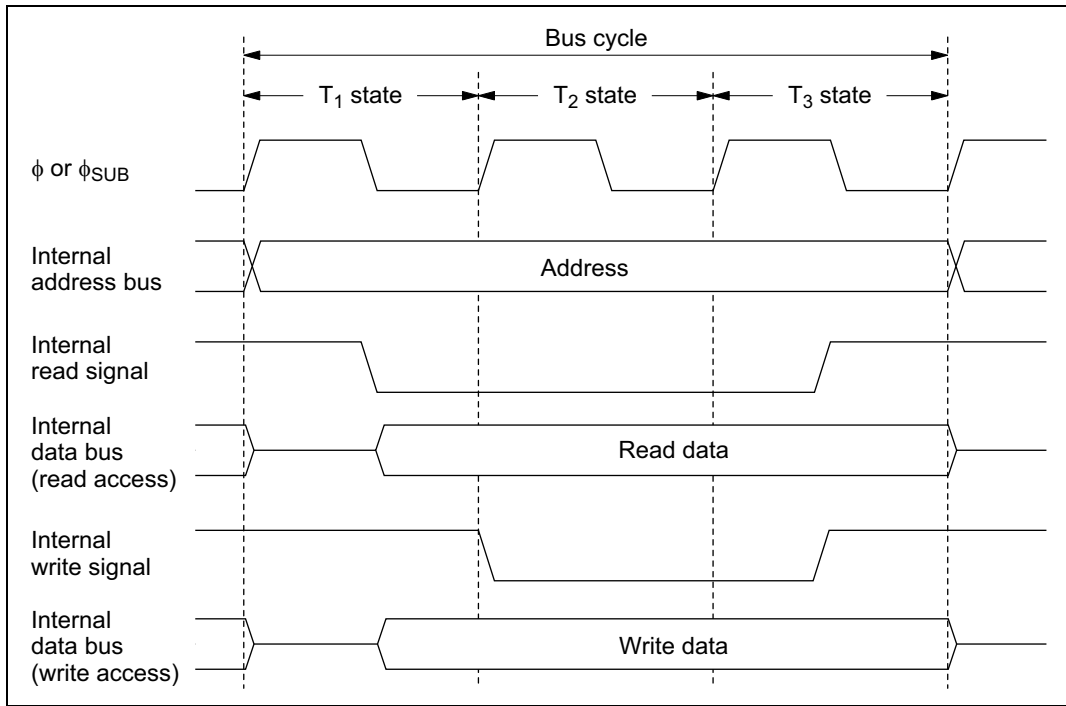 Bus cycle
T₁ state
T₂ state
T₃ state
ϕ or ϕSUB
Internal
address bus
Address
Internal
read signal
Internal
data bus
(read access)
Read data
Internal
write signal
Internal
data bus
(write access)
Write data